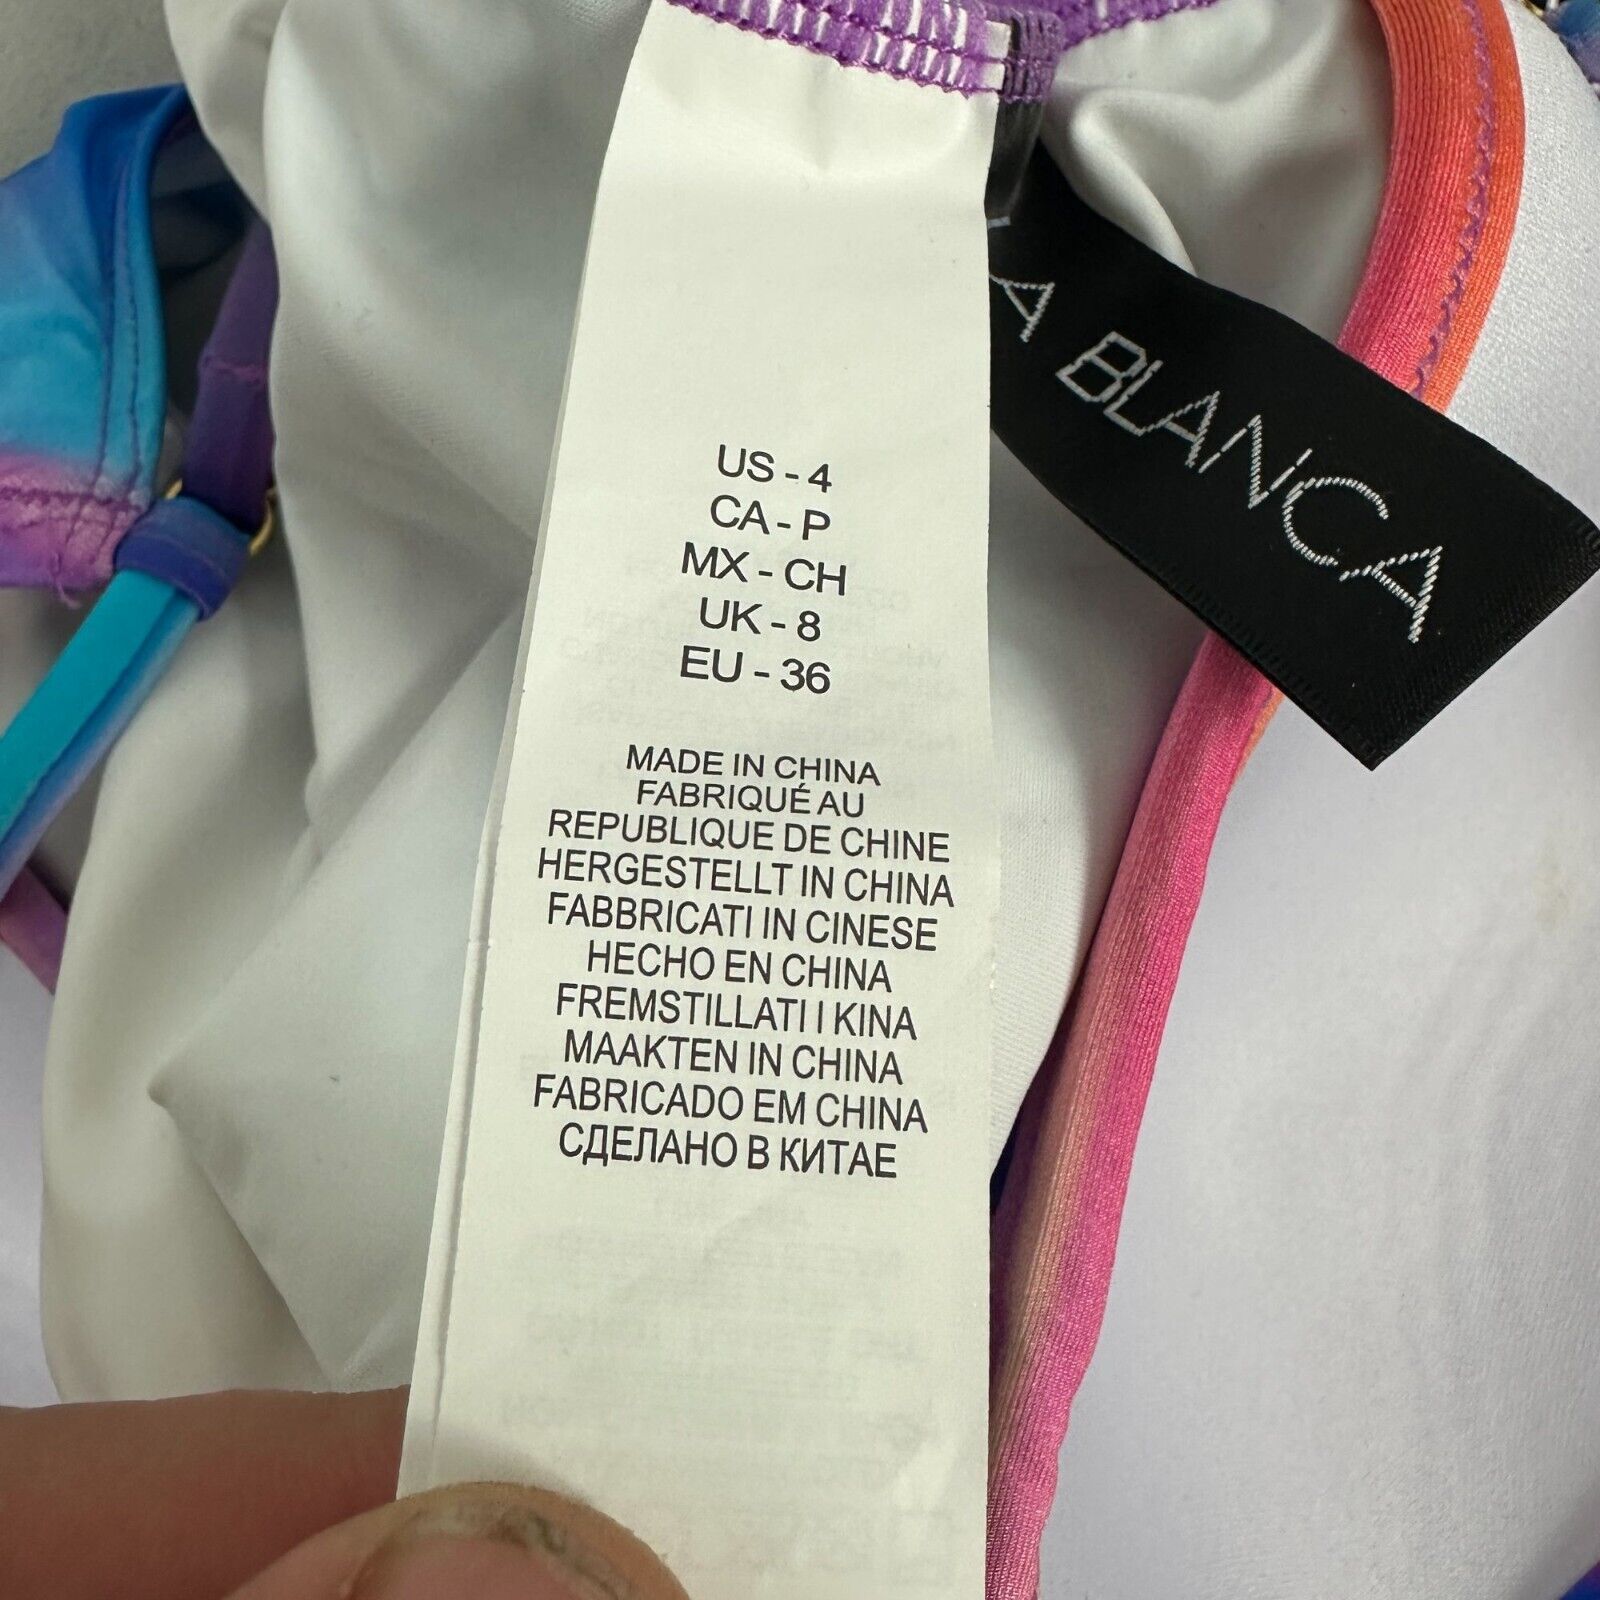 US - 4
CA - P
MX - CH
UK - 8
EU - 36
MADE IN CHINA
FABRIQUÉ AU
REPUBLIQUE DE CHINE
HERGESTELLT IN CHINA
FABBRICATI IN CINESE
HECHO EN CHINA
FREMSTILLATI I KINA
MAAKTEN IN CHINA
FABRICADO EM CHINA
СДЕЛАНО В КИТАЕ
A BLANCA